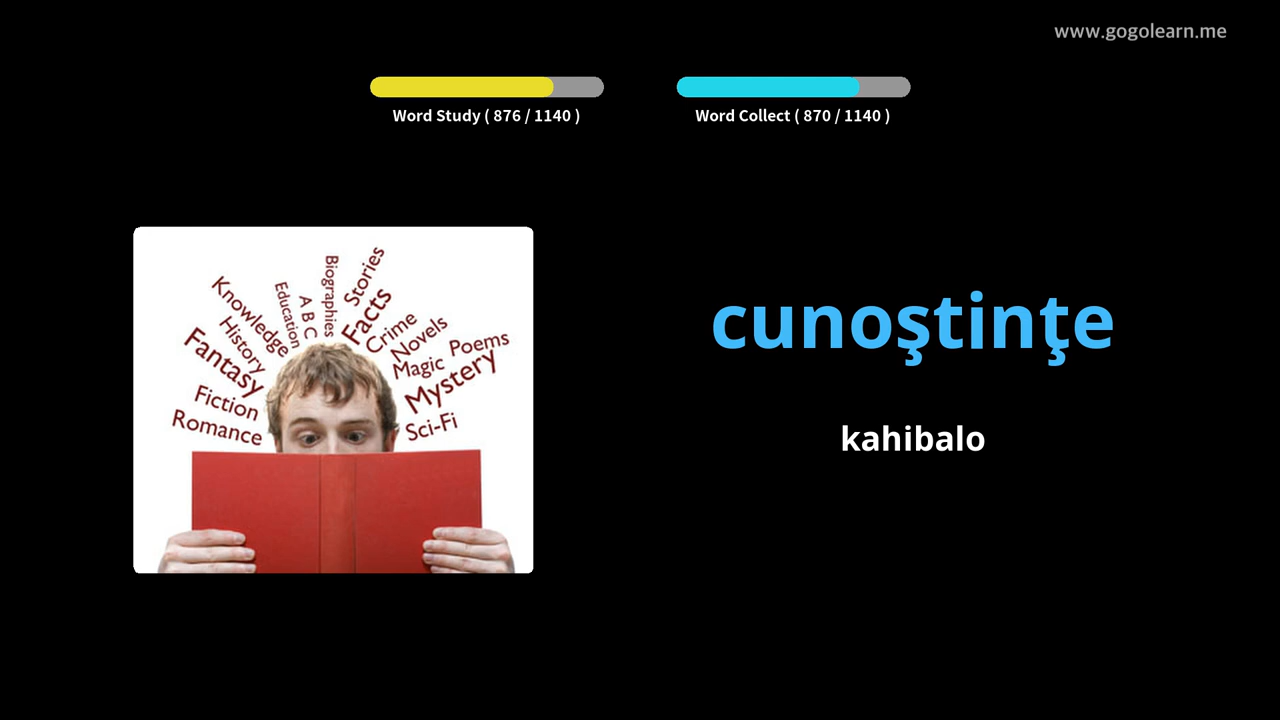 www.gogolearn.me
Word Study ( 876 / 1140 )
Word Collect ( 870 / 1140 )
Biographies
Stories
Education
A B C
Facts
Knowledge
Crime
History
Novels
Fantasy
Magic
Poems
Mystery
Fiction
Romance
Sci-Fi
cunoştinţe
kahibalo